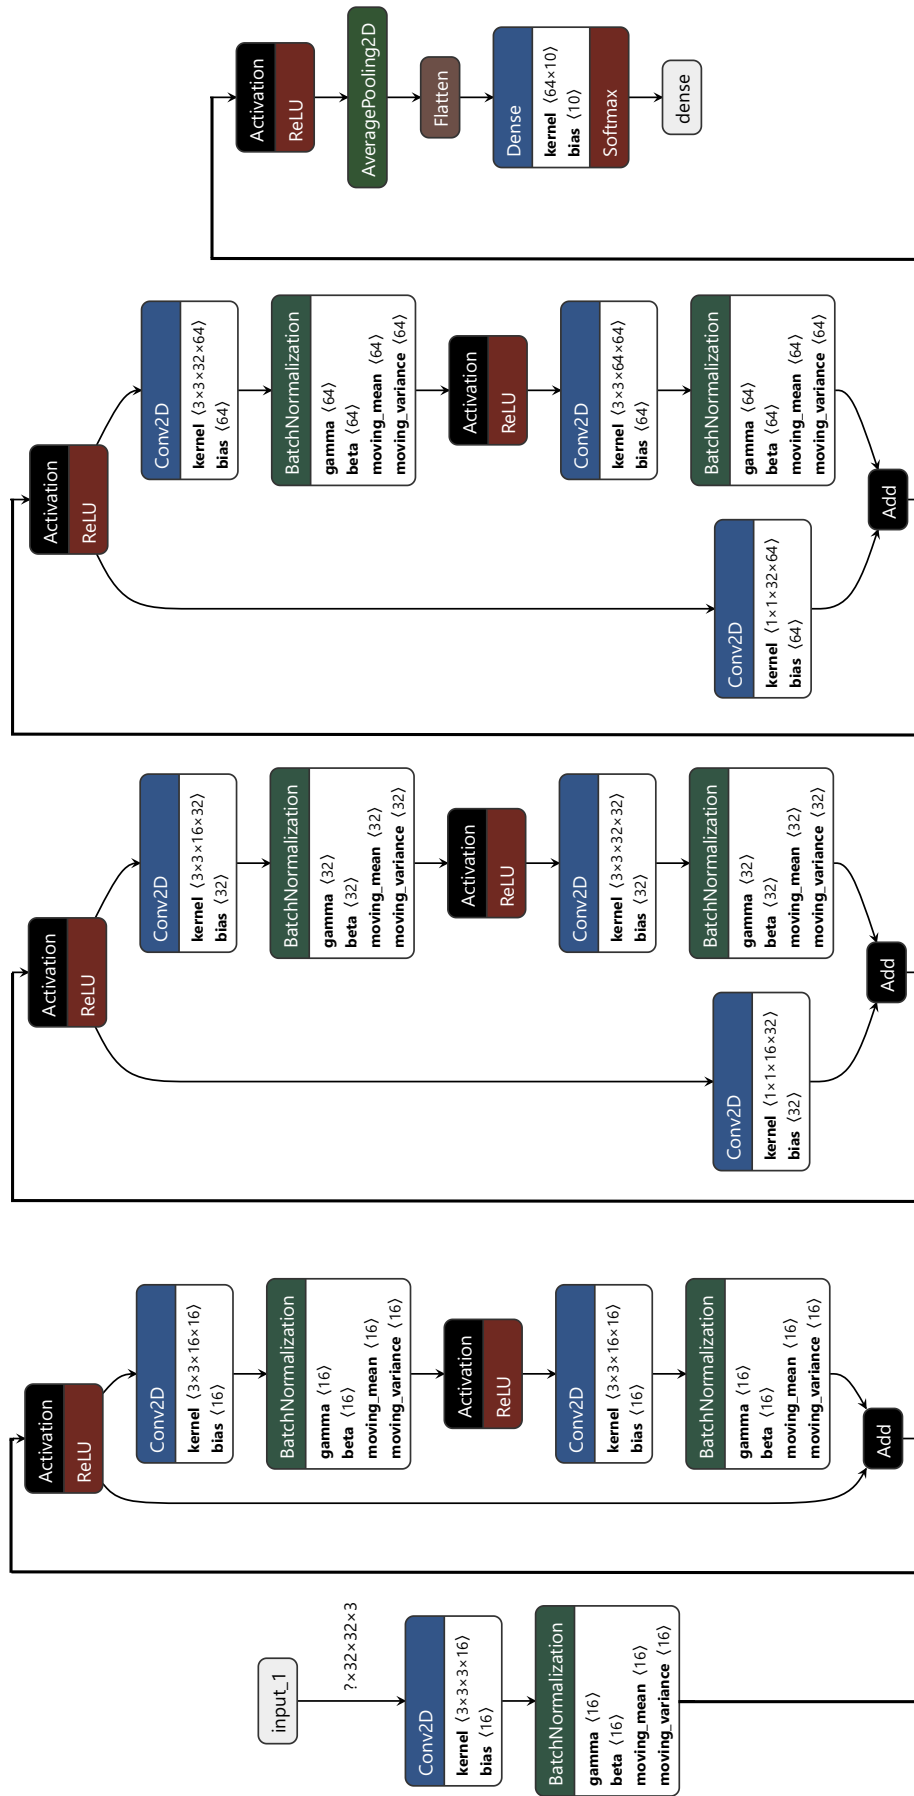 input_1
?×32×32×3
Conv2D
kernel ⟨3×3×3×16⟩
bias ⟨16⟩
BatchNormalization
gamma ⟨16⟩
beta ⟨16⟩
moving_mean ⟨16⟩
moving_variance ⟨16⟩
Activation
ReLU
Conv2D
kernel ⟨3×3×16×16⟩
bias ⟨16⟩
BatchNormalization
gamma ⟨16⟩
beta ⟨16⟩
moving_mean ⟨16⟩
moving_variance ⟨16⟩
Activation
ReLU
Conv2D
kernel ⟨3×3×16×16⟩
bias ⟨16⟩
BatchNormalization
gamma ⟨16⟩
beta ⟨16⟩
moving_mean ⟨16⟩
moving_variance ⟨16⟩
Add
Activation
ReLU
Conv2D
kernel ⟨3×3×16×32⟩
bias ⟨32⟩
BatchNormalization
gamma ⟨32⟩
beta ⟨32⟩
moving_mean ⟨32⟩
moving_variance ⟨32⟩
Activation
ReLU
Conv2D
kernel ⟨3×3×32×32⟩
bias ⟨32⟩
Conv2D
kernel ⟨1×1×16×32⟩
bias ⟨32⟩
BatchNormalization
gamma ⟨32⟩
beta ⟨32⟩
moving_mean ⟨32⟩
moving_variance ⟨32⟩
Add
Activation
ReLU
Conv2D
kernel ⟨3×3×32×64⟩
bias ⟨64⟩
BatchNormalization
gamma ⟨64⟩
beta ⟨64⟩
moving_mean ⟨64⟩
moving_variance ⟨64⟩
Activation
ReLU
Conv2D
kernel ⟨3×3×64×64⟩
bias ⟨64⟩
Conv2D
kernel ⟨1×1×32×64⟩
bias ⟨64⟩
BatchNormalization
gamma ⟨64⟩
beta ⟨64⟩
moving_mean ⟨64⟩
moving_variance ⟨64⟩
Add
Activation
ReLU
AveragePooling2D
Flatten
Dense
kernel ⟨64×10⟩
bias ⟨10⟩
Softmax
dense